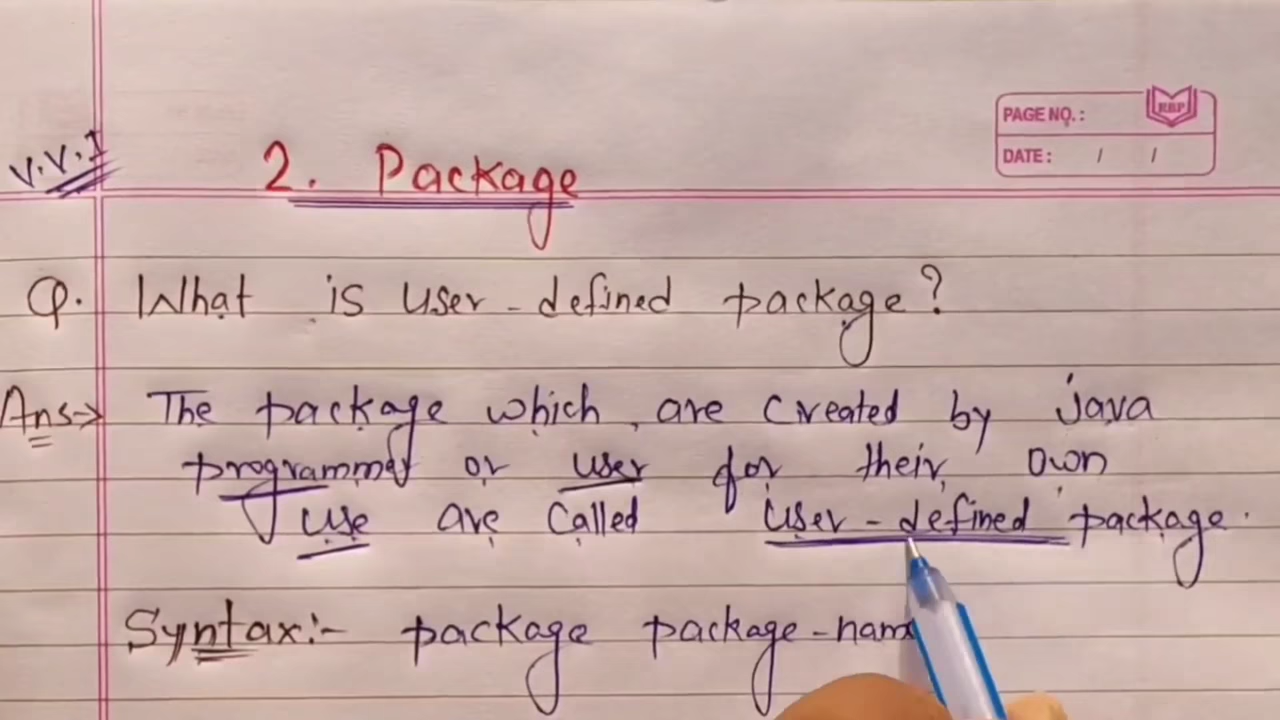 PAGE NO.:
RBP
DATE: / /
V.V.I
2. Package
Q. What is user-defined package?
Ans→ The package which are created by java
programmer or user for their own
use are called user-defined package.
Syntax:- package package-nam